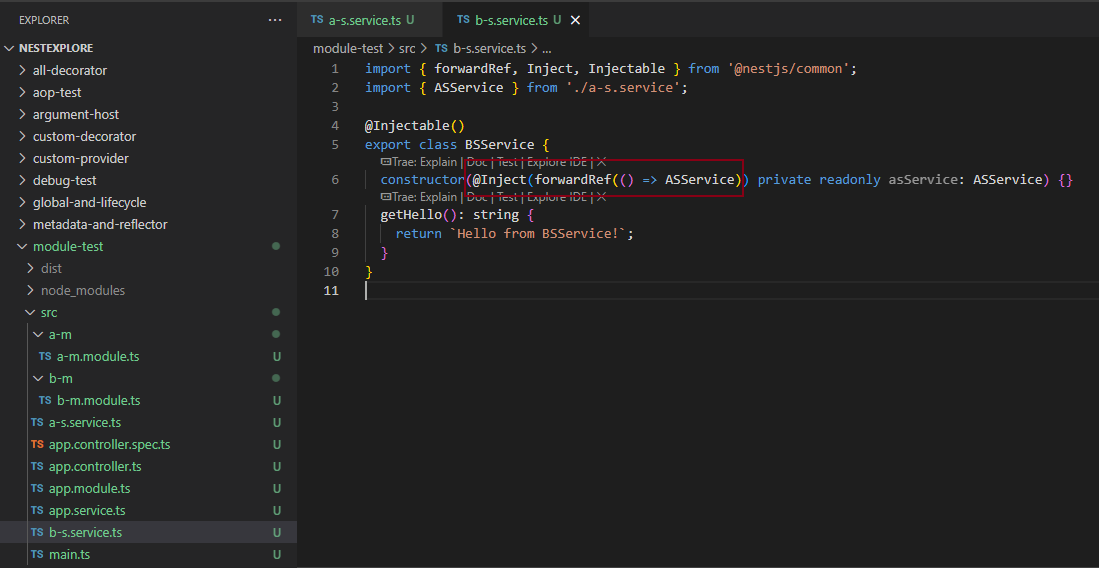 EXPLORER
···
NESTEXPLORE
all-decorator
aop-test
argument-host
custom-decorator
custom-provider
debug-test
global-and-lifecycle
metadata-and-reflector
module-test
dist
node_modules
src
a-m
TS a-m.module.ts U
b-m
TS b-m.module.ts U
TS a-s.service.ts U
TS app.controller.spec.ts U
TS app.controller.ts U
TS app.module.ts U
TS app.service.ts U
TS b-s.service.ts U
TS main.ts U
TS a-s.service.ts U TS b-s.service.ts U
module-test > src > TS b-s.service.ts > ...
1 import { forwardRef, Inject, Injectable } from '@nestjs/common';
2 import { ASService } from './a-s.service';
3
4 @Injectable()
5 export class BSService {
Trae: Explain | Doc | Test | Explore IDE | X
6 constructor(@Inject(forwardRef(() => ASService)) private readonly asService: ASService) {}
Trae: Explain | Doc | Test | Explore IDE | X
7 getHello(): string {
8 return `Hello from BSService!`;
9 }
10 }
11